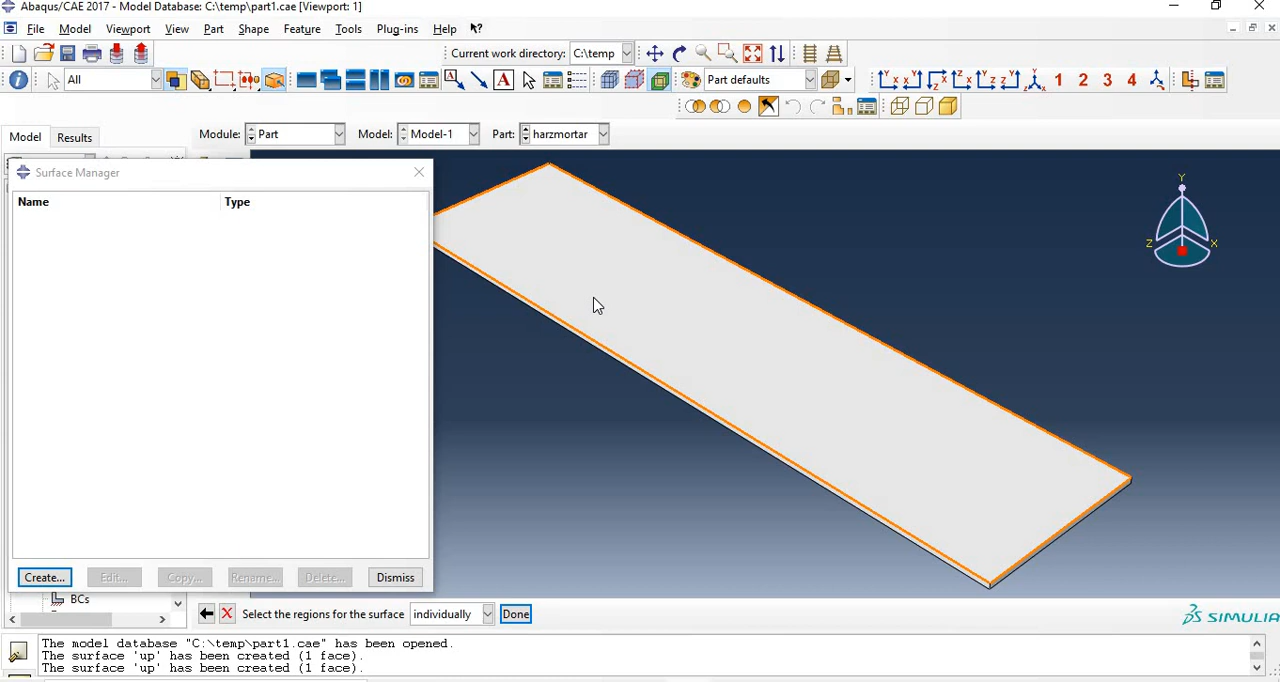 Abaqus/CAE 2017 - Model Database: C:\temp\part1.cae [Viewport: 1]
File Model Viewport View Part Shape Feature Tools Plug-ins Help
Current work directory: C:\temp
All Part defaults 1 2 3 4
Model Results Module: Part Model: Model-1 Part: harzmortar
Surface Manager
Name Type
Y
Z X
Create... Edit... Copy... Rename... Delete... Dismiss
BCs
Select the regions for the surface individually Done
SIMULIA
The model database "C:\temp\part1.cae" has been opened.
The surface 'up' has been created (1 face).
The surface 'up' has been created (1 face).